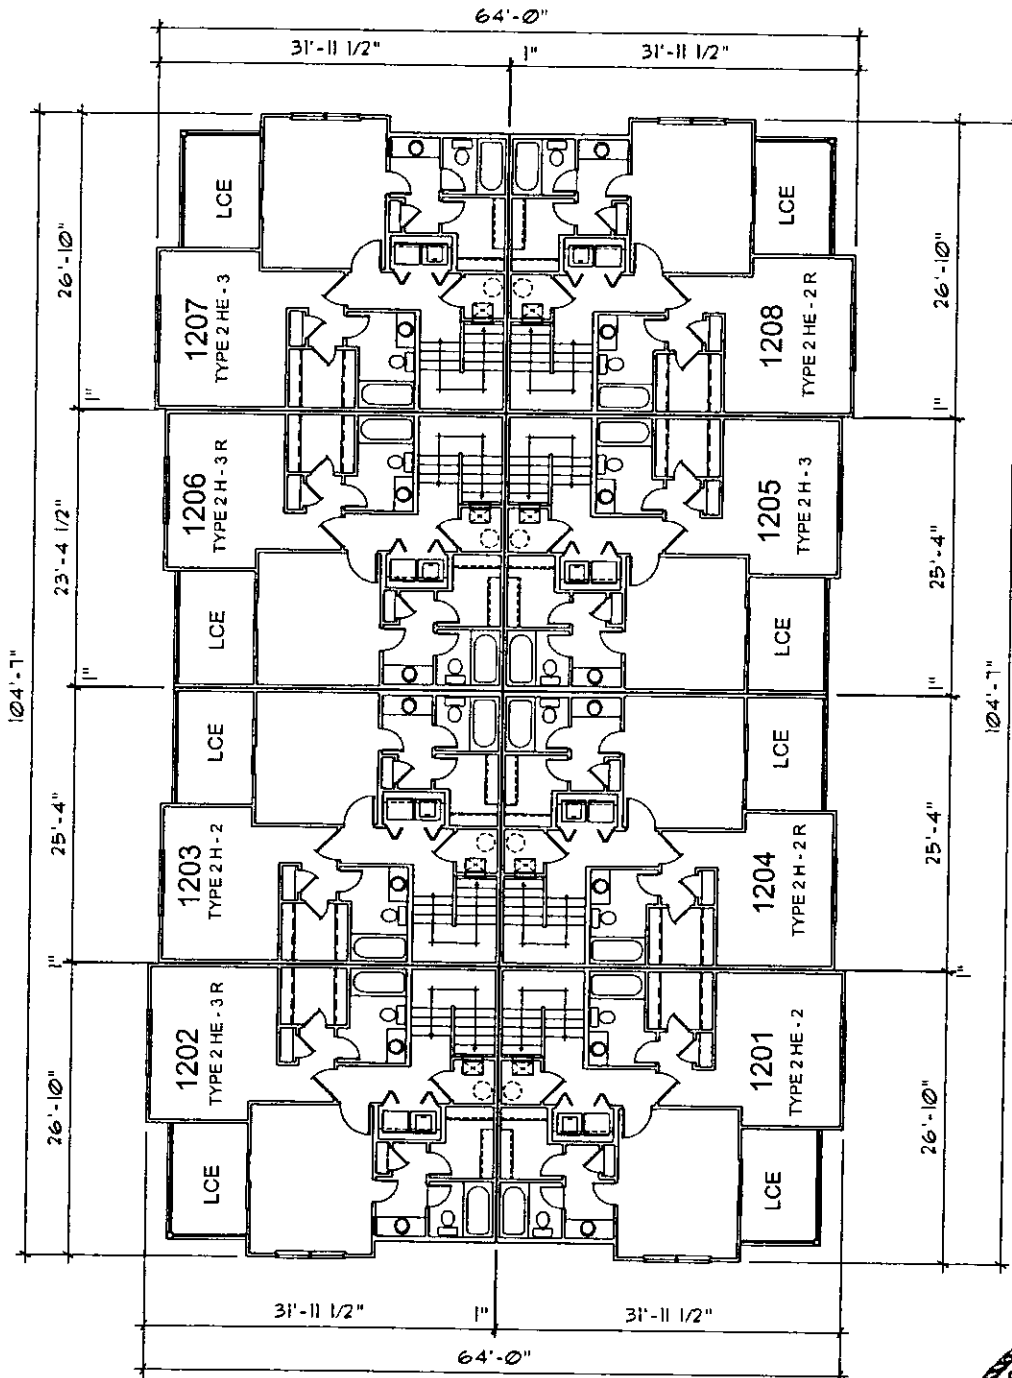 64'-0"
31'-11 1/2"
1"
31'-11 1/2"
LCE
LCE
26'-10"
26'-10"
1207
TYPE 2 HE - 3
1208
TYPE 2 HE - 2 R
1"
1"
1206
TYPE 2 H - 3 R
1205
TYPE 2 H - 3
23'-4 1/2"
25'-4"
LCE
LCE
1"
1"
104'-7"
104'-7"
LCE
LCE
25'-4"
25'-4"
1203
TYPE 2 H - 2
1204
TYPE 2 H - 2 R
1"
1"
1202
TYPE 2 HE - 3 R
1201
TYPE 2 HE - 2
26'-10"
26'-10"
LCE
LCE
31'-11 1/2"
1"
31'-11 1/2"
64'-0"